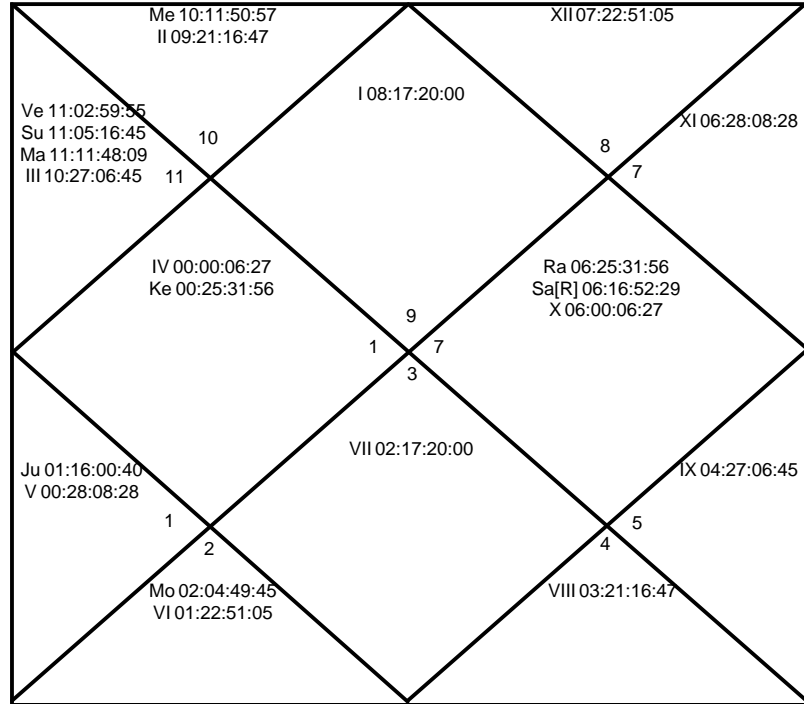 Me 10:11:50:57
II 09:21:16:47
XII 07:22:51:05
I 08:17:20:00
Ve 11:02:59:55
Su 11:05:16:45
Ma 11:11:48:09
III 10:27:06:45
XI 06:28:08:28
10
11
8
7
IV 00:00:06:27
Ke 00:25:31:56
Ra 06:25:31:56
Sa[R] 06:16:52:29
X 06:00:06:27
9
1
7
3
VII 02:17:20:00
Ju 01:16:00:40
V 00:28:08:28
IX 04:27:06:45
1
2
5
4
Mo 02:04:49:45
VI 01:22:51:05
VIII 03:21:16:47